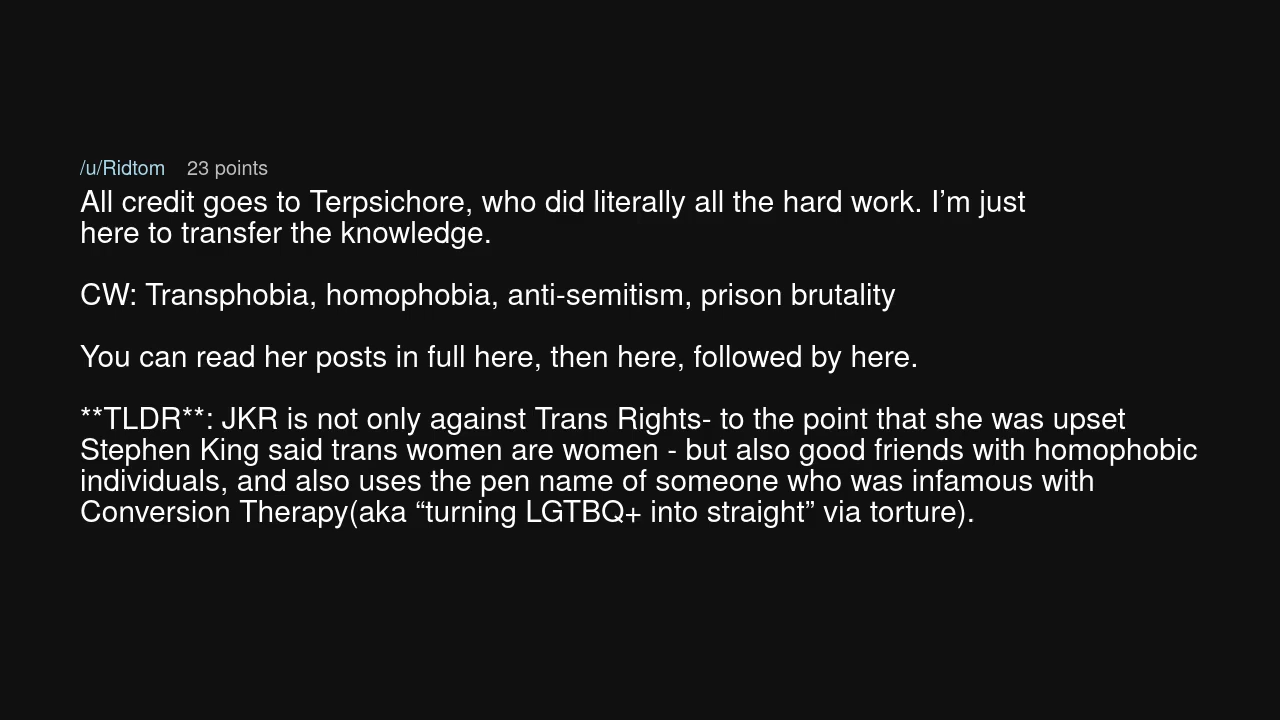 /u/Ridtom 23 points
All credit goes to Terpsichore, who did literally all the hard work. I’m just
here to transfer the knowledge.
CW: Transphobia, homophobia, anti-semitism, prison brutality
You can read her posts in full here, then here, followed by here.
**TLDR**: JKR is not only against Trans Rights- to the point that she was upset
Stephen King said trans women are women - but also good friends with homophobic
individuals, and also uses the pen name of someone who was infamous with
Conversion Therapy(aka “turning LGTBQ+ into straight” via torture).